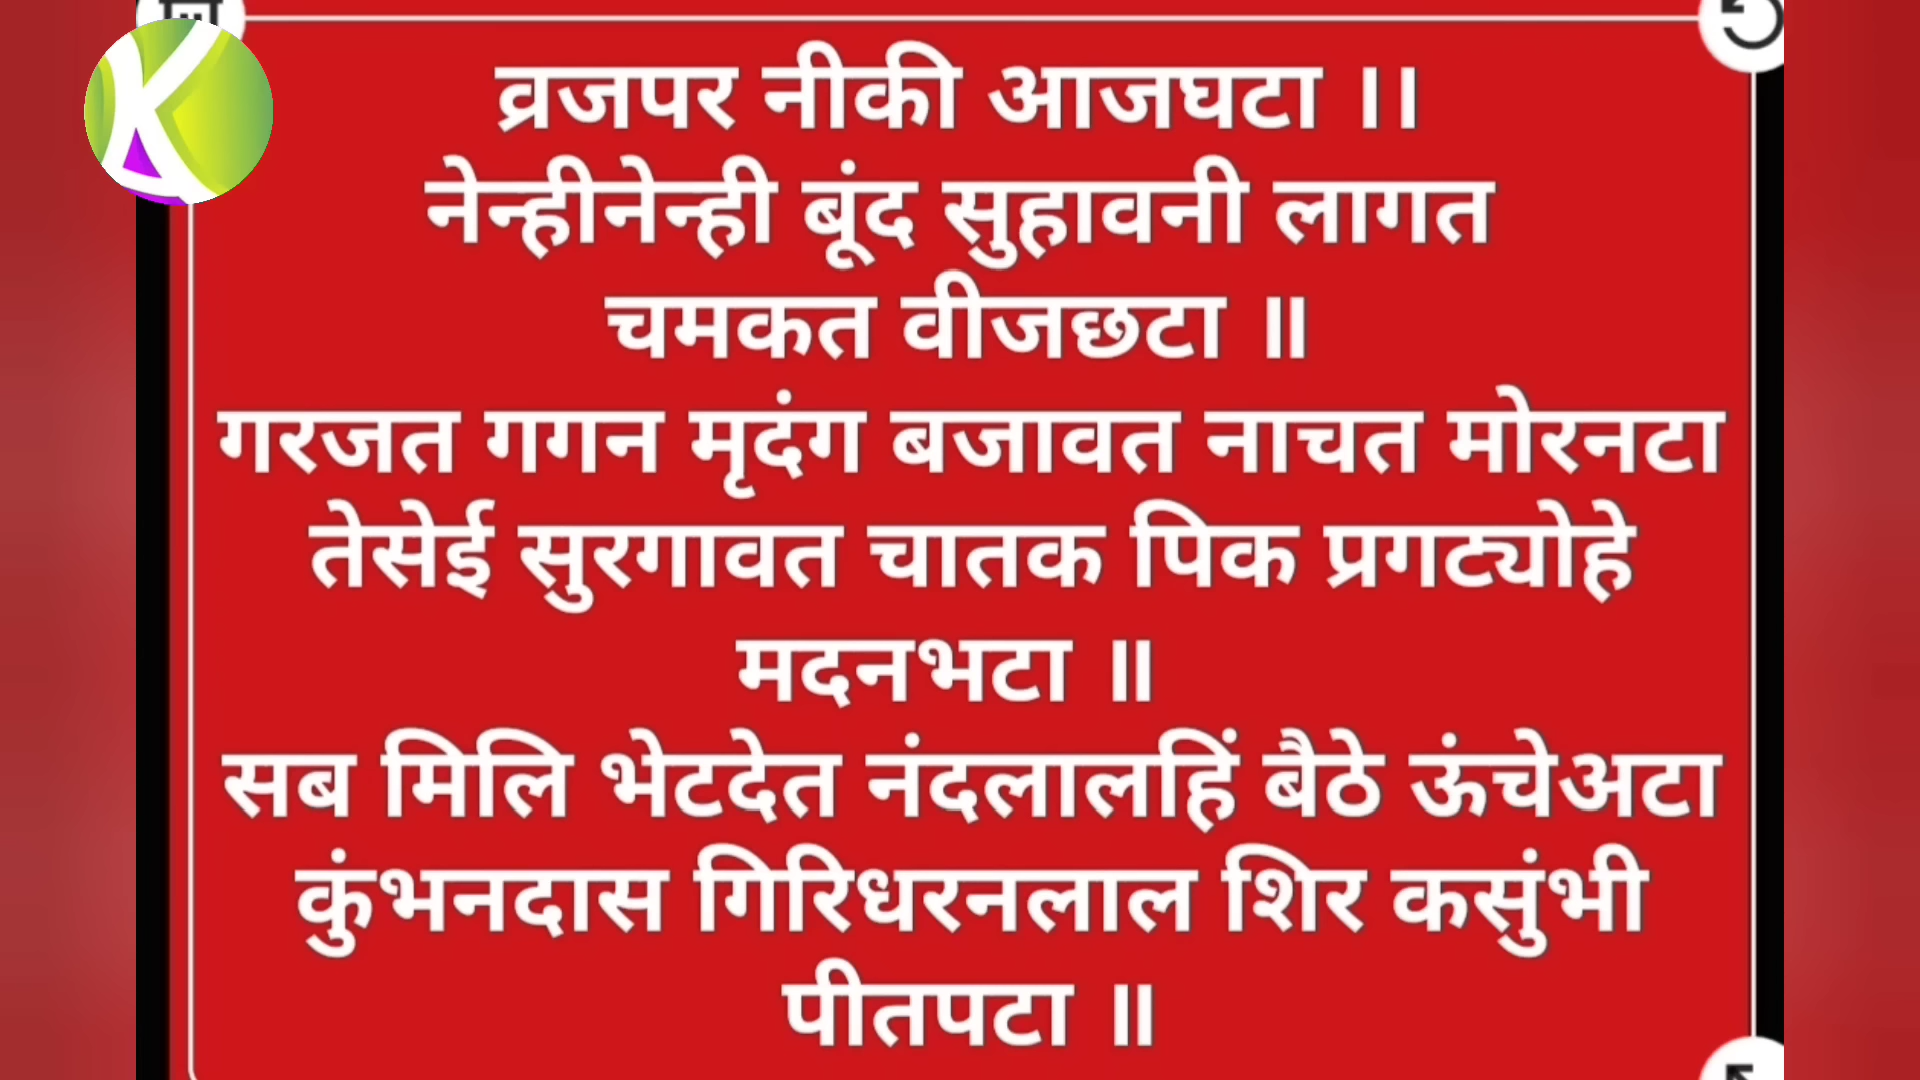 व्रजपर नीकी आजघटा ।।
नेन्हीनेन्ही बूंद सुहावनी लागत
चमकत वीजछटा ॥
गरजत गगन मृदंग बजावत नाचत मोरनटा
तेसेई सुरगावत चातक पिक प्रगट्योहे
मदनभटा ॥
सब मिलि भेटदेत नंदलालहिं बैठे ऊंचेअटा
कुंभनदास गिरिधरनलाल शिर कसुंभी
पीतपटा ॥